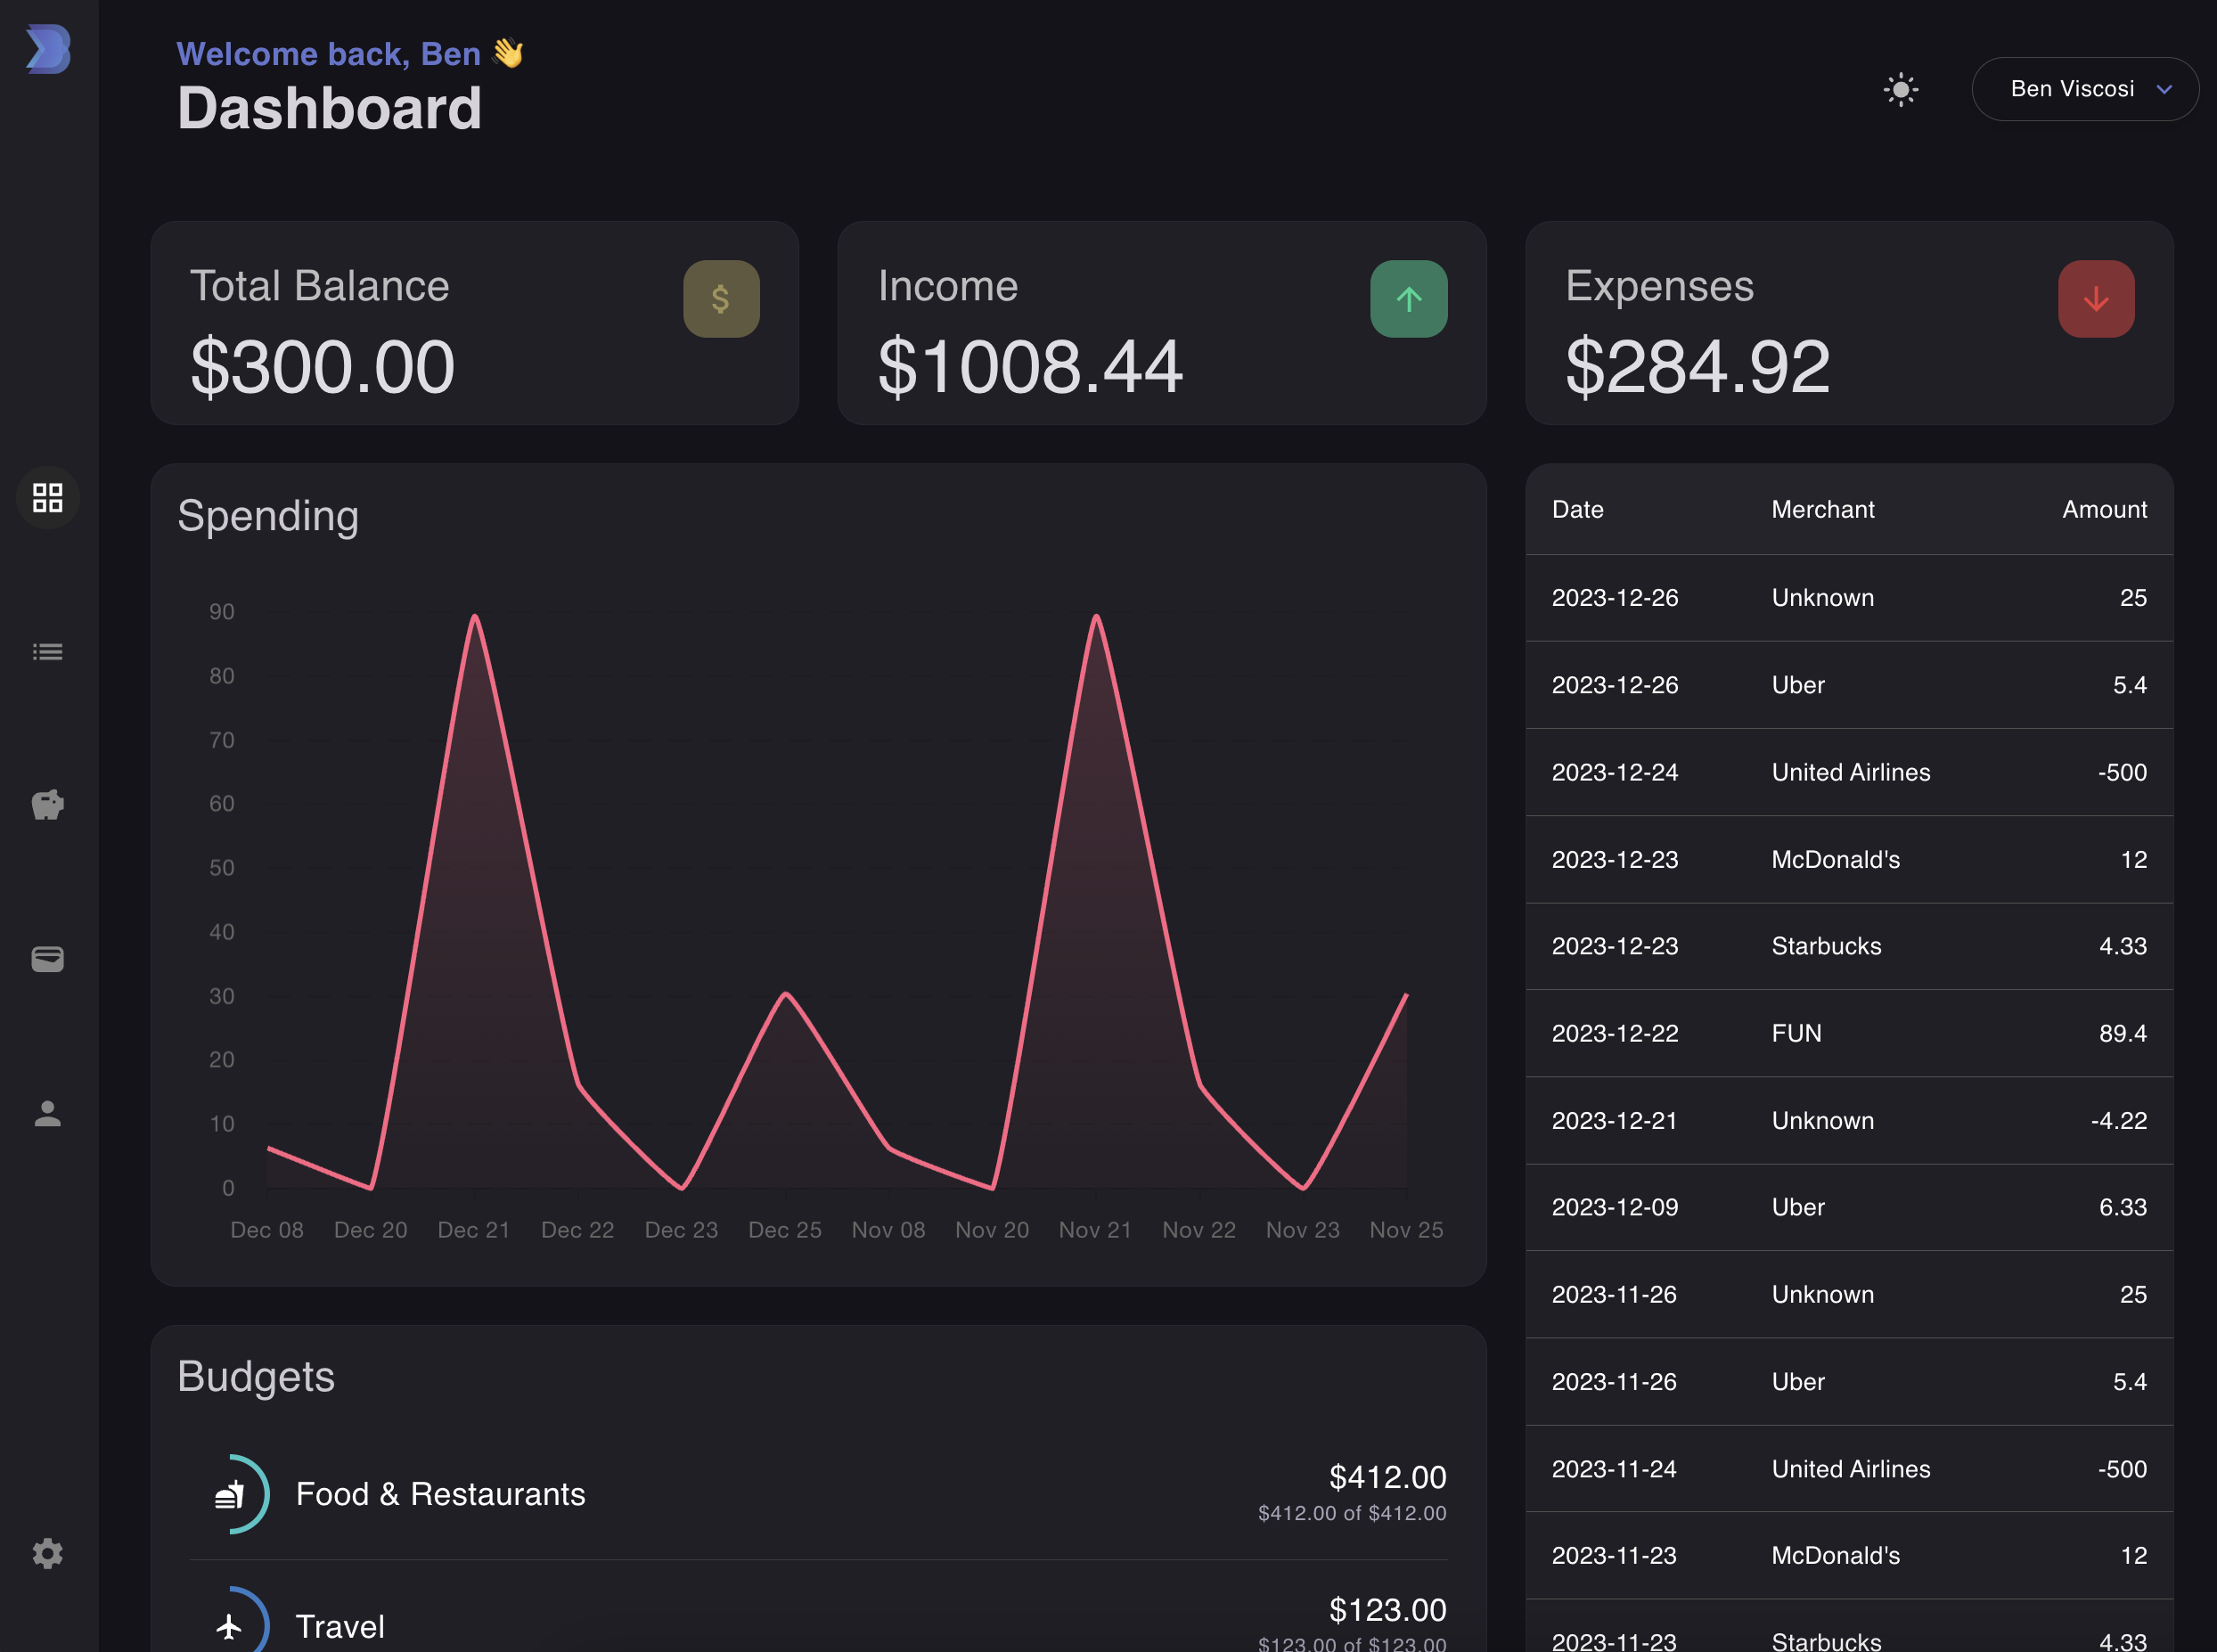 Welcome back, Ben 👋
Dashboard
Ben Viscosi
Total Balance
$300.00
$
Income
$1008.44
Expenses
$284.92
Spending
90
80
70
60
50
40
30
20
10
0
Dec 08 Dec 20 Dec 21 Dec 22 Dec 23 Dec 25 Nov 08 Nov 20 Nov 21 Nov 22 Nov 23 Nov 25
Budgets
Food & Restaurants
$412.00
$412.00 of $412.00
Travel
$123.00
$123.00 of $123.00
Date Merchant Amount
2023-12-26 Unknown 25
2023-12-26 Uber 5.4
2023-12-24 United Airlines -500
2023-12-23 McDonald's 12
2023-12-23 Starbucks 4.33
2023-12-22 FUN 89.4
2023-12-21 Unknown -4.22
2023-12-09 Uber 6.33
2023-11-26 Unknown 25
2023-11-26 Uber 5.4
2023-11-24 United Airlines -500
2023-11-23 McDonald's 12
2023-11-23 Starbucks 4.33